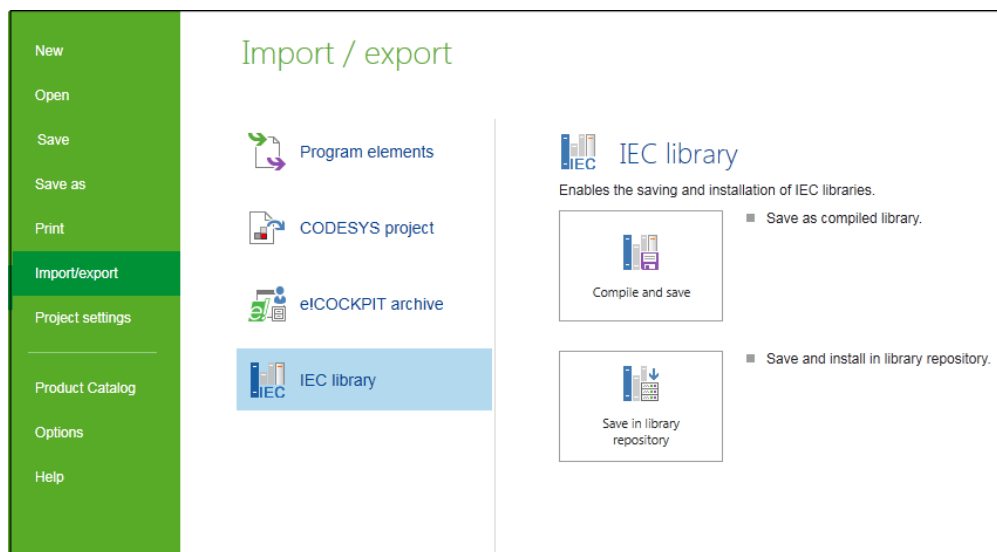 New
Open
Save
Save as
Print
Import/export
Project settings
Product Catalog
Options
Help
Import / export
Program elements
CODESYS project
e! e!COCKPIT archive
IEC IEC library
IEC IEC library
Enables the saving and installation of IEC libraries.
Compile and save
Save as compiled library.
Save in library
repository
Save and install in library repository.